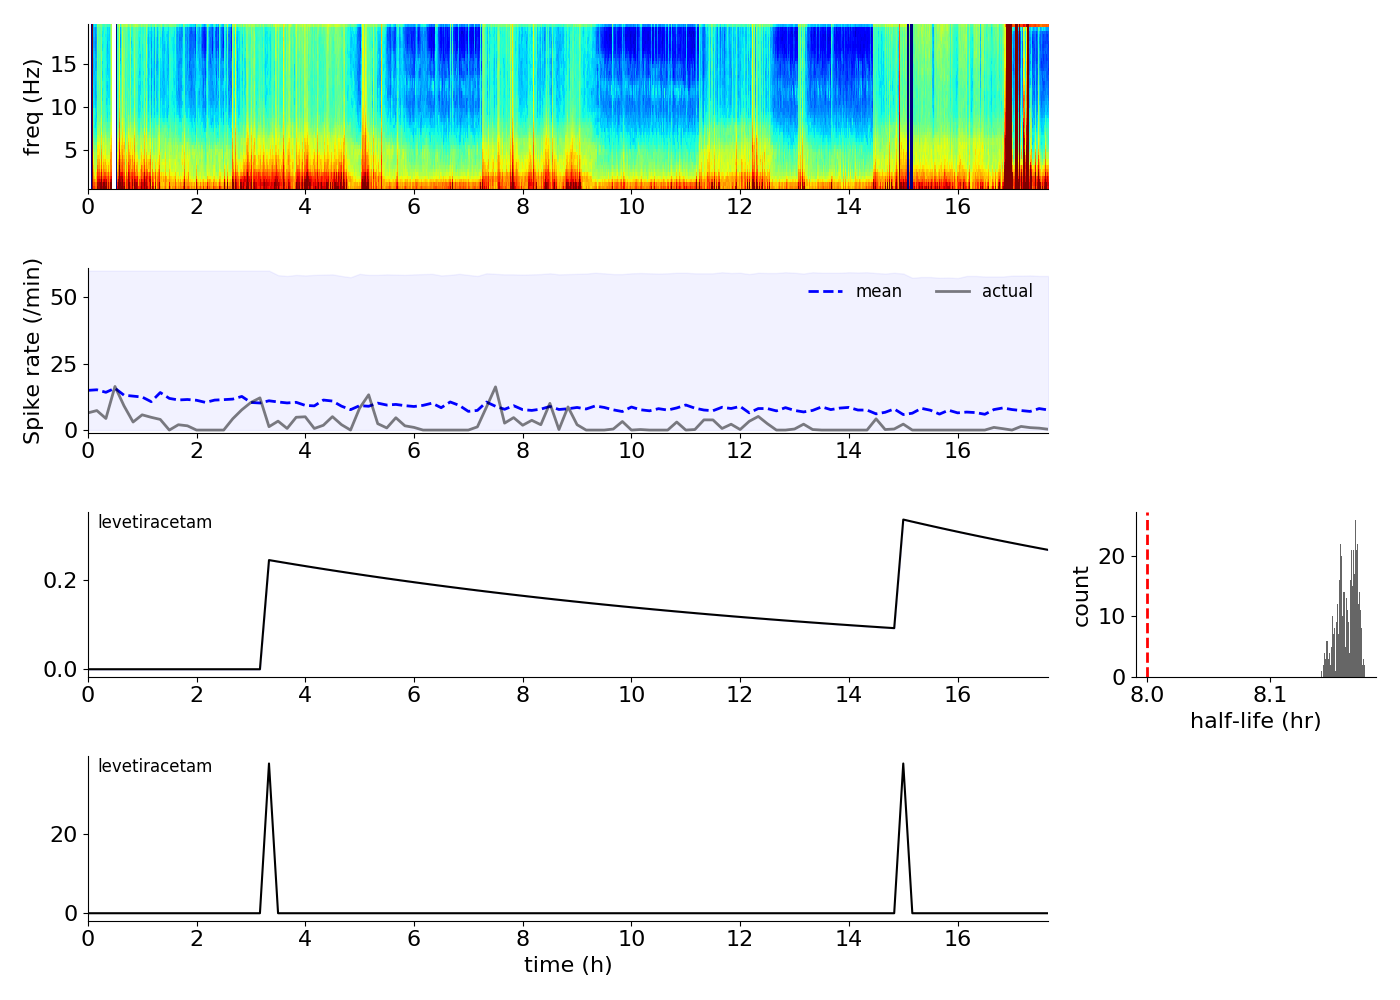 freq (Hz)
15
10
5
0 2 4 6 8 10 12 14 16
Spike rate (/min)
50
25
0
mean actual
0 2 4 6 8 10 12 14 16
levetiracetam
0.2
0.0
0 2 4 6 8 10 12 14 16
count
20
10
0
8.0 8.1
half-life (hr)
levetiracetam
20
0
0 2 4 6 8 10 12 14 16
time (h)